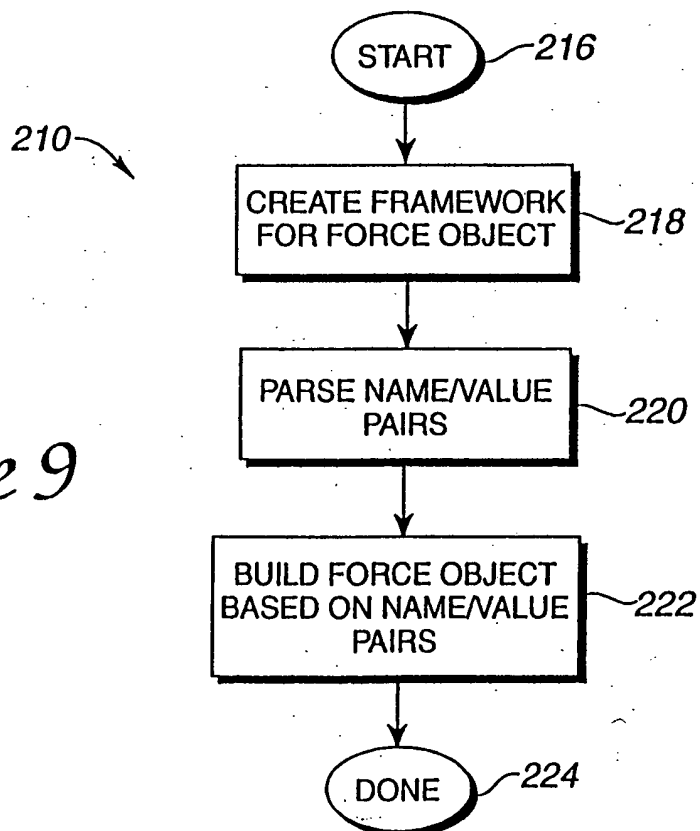 START
216
210
CREATE FRAMEWORK
FOR FORCE OBJECT
218
PARSE NAME/VALUE
PAIRS
220
e 9
BUILD FORCE OBJECT
BASED ON NAME/VALUE
PAIRS
222
DONE
224